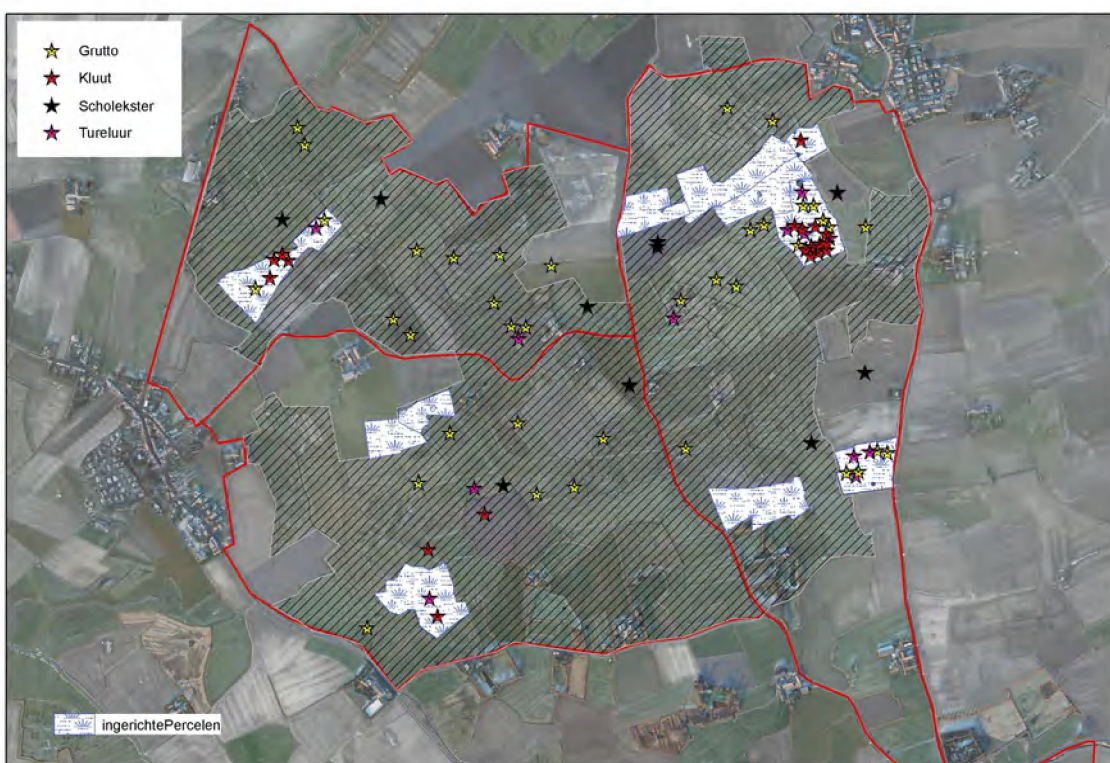 Grutto
Kluut
Scholekster
Tureluur
ingerichtePercelen